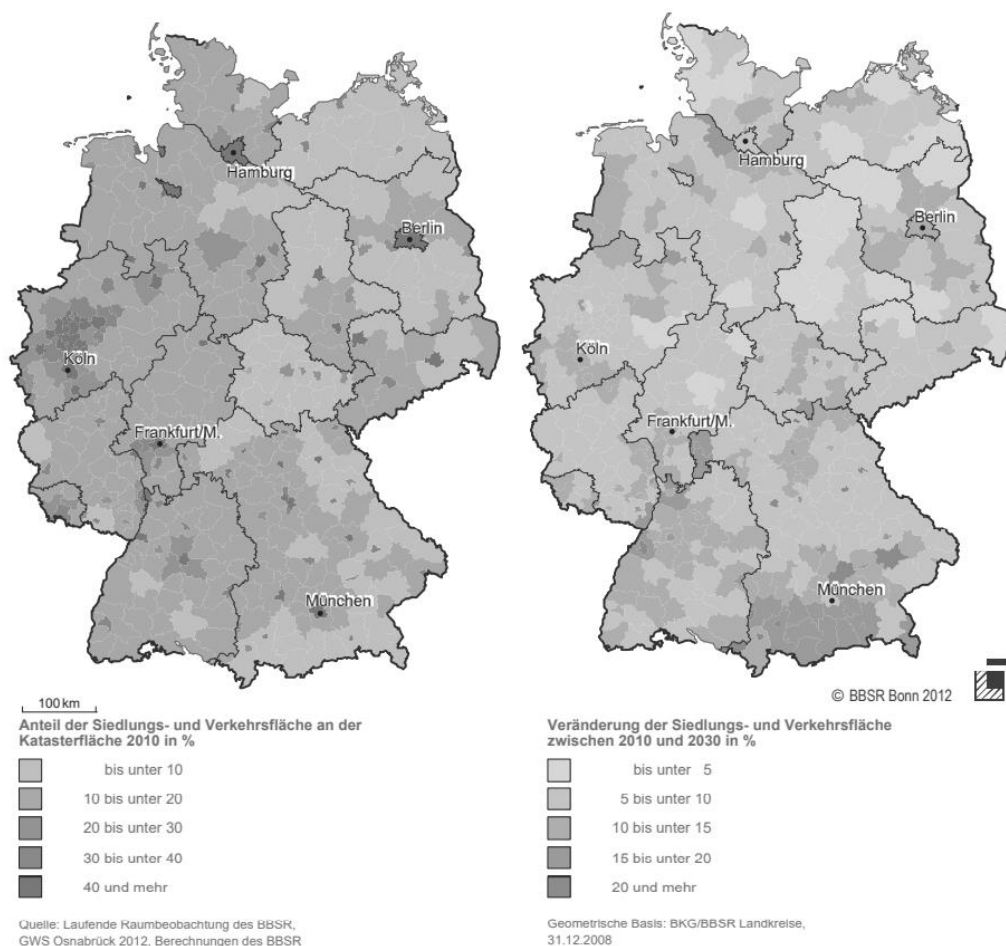 Hamburg
Berlin
Köln
Frankfurt/M.
München
Hamburg
Berlin
Köln
Frankfurt/M.
München
© BBSR Bonn 2012
100 km
Anteil der Siedlungs- und Verkehrsfläche an der
Katasterfläche 2010 in %
bis unter 10
10 bis unter 20
20 bis unter 30
30 bis unter 40
40 und mehr
Quelle: Laufende Raumbeobachtung des BBSR,
GWS Osnabrück 2012, Berechnungen des BBSR
Veränderung der Siedlungs- und Verkehrsfläche
zwischen 2010 und 2030 in %
bis unter 5
5 bis unter 10
10 bis unter 15
15 bis unter 20
20 und mehr
Geometrische Basis: BKG/BBSR Landkreise,
31.12.2008